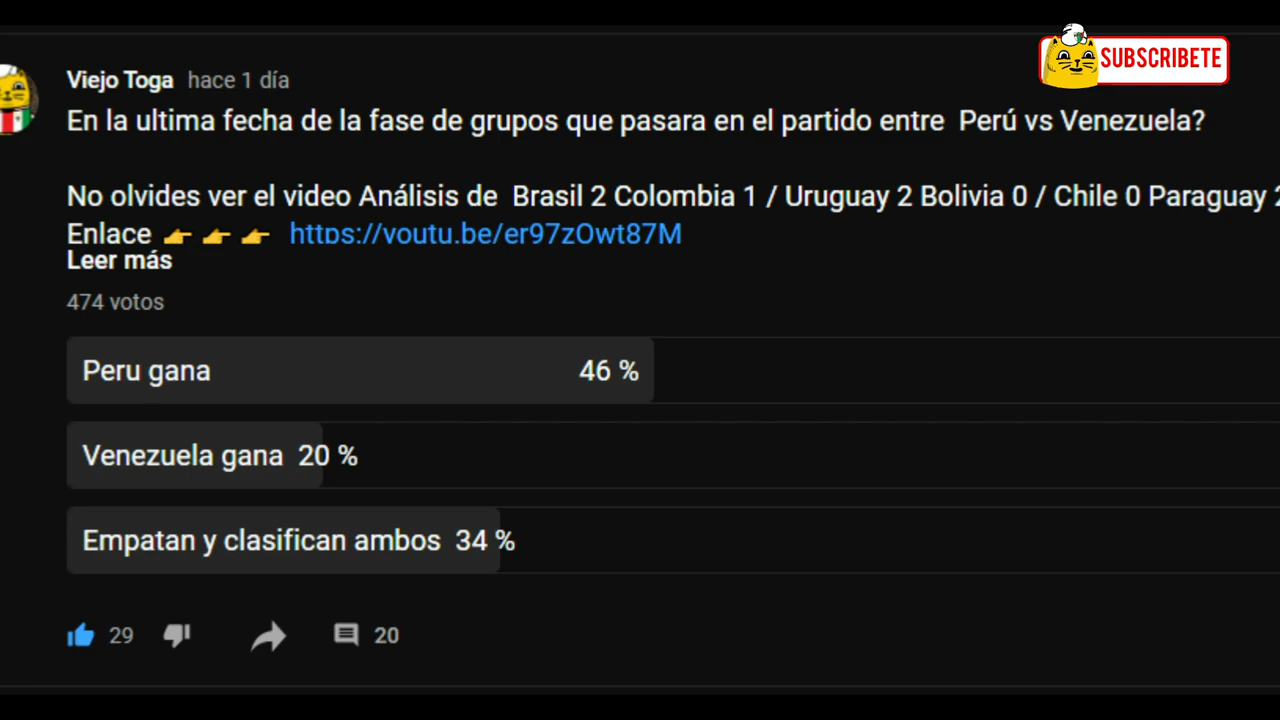 SUBSCRIBETE
Viejo Toga hace 1 día
En la ultima fecha de la fase de grupos que pasara en el partido entre Perú vs Venezuela?
No olvides ver el video Análisis de Brasil 2 Colombia 1 / Uruguay 2 Bolivia 0 / Chile 0 Paraguay 2
Enlace 👉 👉 👉 https://youtu.be/er97zOwt87M
Leer más
474 votos
Peru gana 46 %
Venezuela gana 20 %
Empatan y clasifican ambos 34 %
29 20